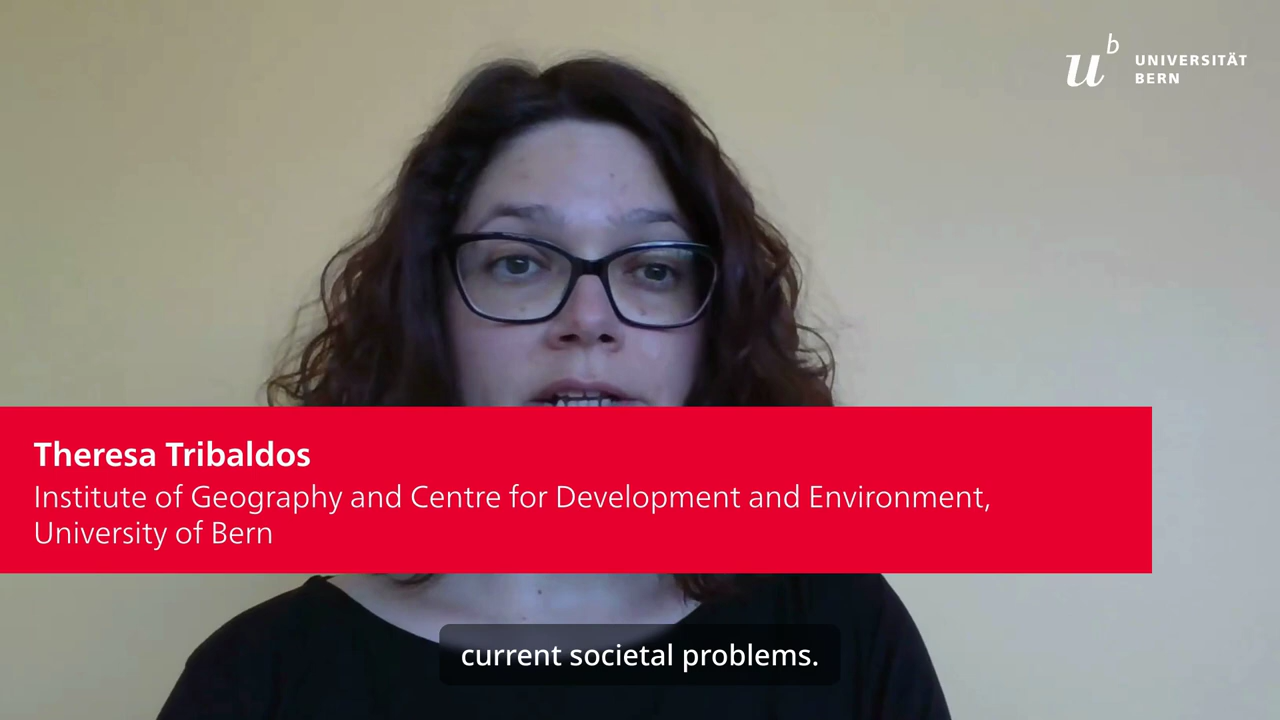 u^b
UNIVERSITÄT
BERN
Theresa Tribaldos
Institute of Geography and Centre for Development and Environment,
University of Bern
current societal problems.